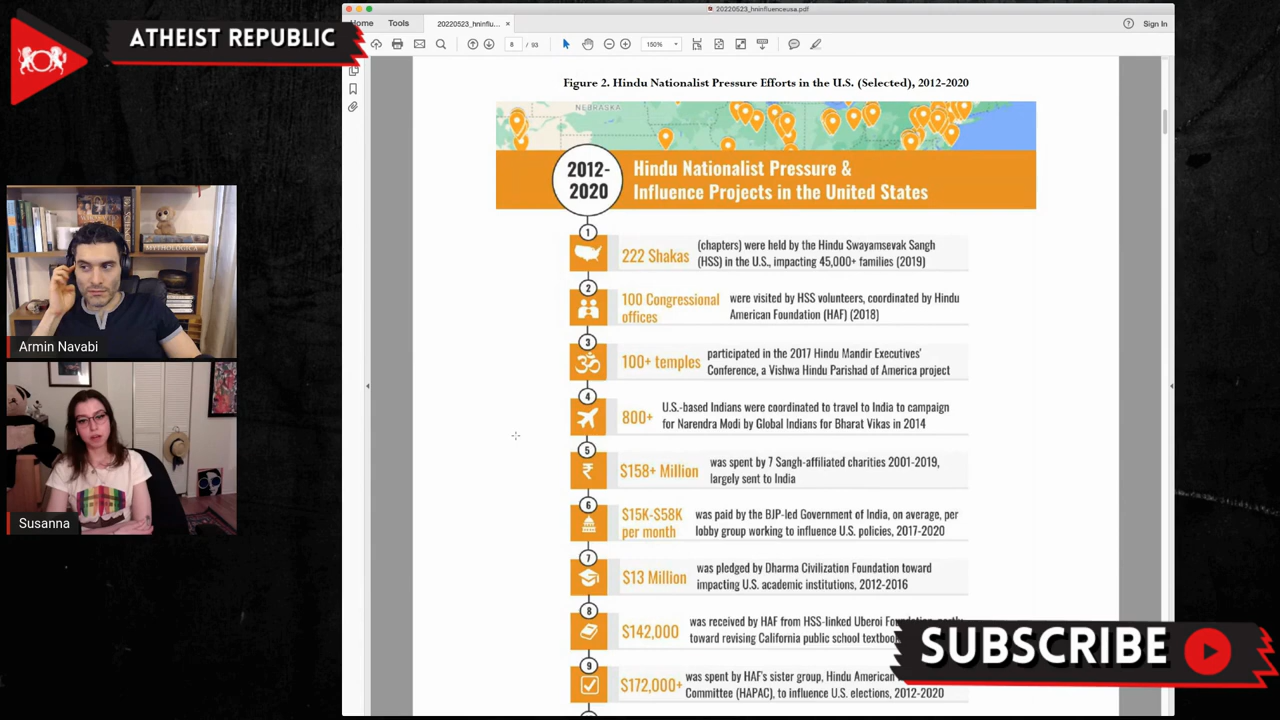 20220523_hninfluenceusa.pdf
Home Tools 20220523_hninflu... × Sign In
8 / 93 150%
ATHEIST REPUBLIC
Figure 2. Hindu Nationalist Pressure Efforts in the U.S. (Selected), 2012-2020
NEBRASKA
2012-
2020
Hindu Nationalist Pressure &
Influence Projects in the United States
1
222 Shakas
(chapters) were held by the Hindu Swayamsevak Sangh
(HSS) in the U.S., impacting 45,000+ families (2019)
2
100 Congressional
offices
were visited by HSS volunteers, coordinated by Hindu
American Foundation (HAF) (2018)
3
100+ temples
participated in the 2017 Hindu Mandir Executives'
Conference, a Vishwa Hindu Parishad of America project
4
800+
U.S.-based Indians were coordinated to travel to India to campaign
for Narendra Modi by Global Indians for Bharat Vikas in 2014
5
₹
$158+ Million
was spent by 7 Sangh-affiliated charities 2001-2019,
largely sent to India
6
$15K-$58K
per month
was paid by the BJP-led Government of India, on average, per
lobby group working to influence U.S. policies, 2017-2020
7
$13 Million
was pledged by Dharma Civilization Foundation toward
impacting U.S. academic institutions, 2012-2016
8
$142,000
was received by HAF from HSS-linked Uberoi
toward revising California public school
9
$172,000+
was spent by HAF's sister group, Hindu American
Committee (HAPAC), to influence U.S. elections, 2012-2020
Armin Navabi
Susanna
SUBSCRIBE